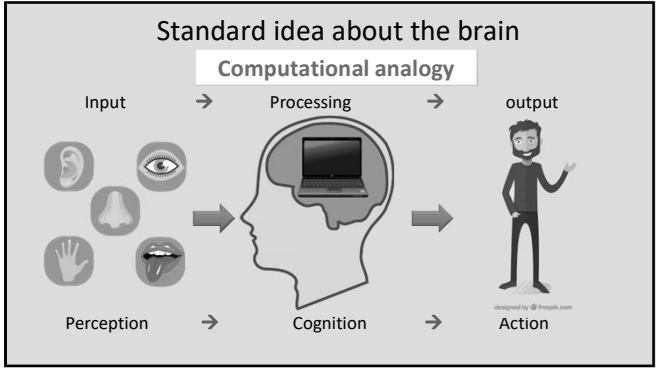 Standard idea about the brain
Computational analogy
Input → Processing → output
designed by freepik.com
Perception → Cognition → Action